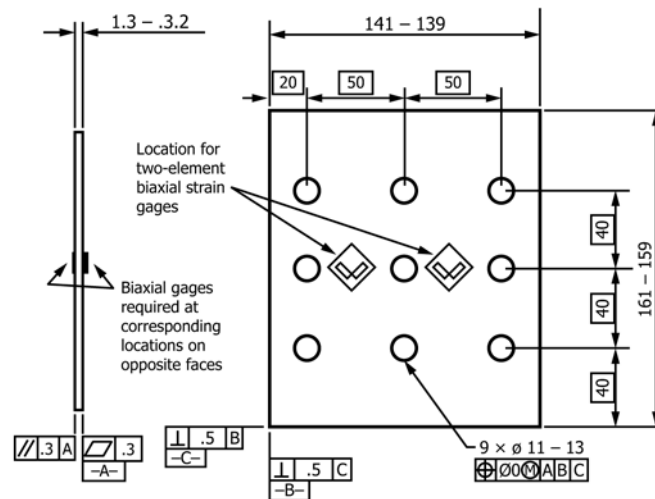 1.3 – .3.2
141 – 139
20
50
50
Location for
two-element
biaxial strain
gages
40
40
40
161 – 159
Biaxial gages
required at
corresponding
locations on
opposite faces
// .3 A
⏥ .3
–A–
⊥ .5 B
–C–
⊥ .5 C
–B–
9 × ø 11 – 13
⌖ Ø0 Ⓜ A B C